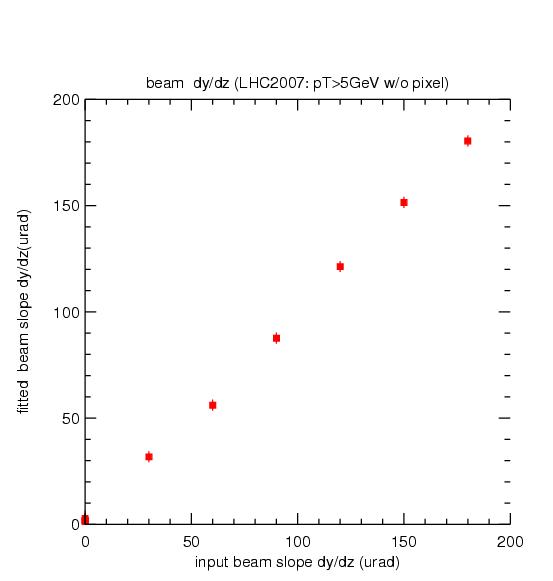 beam dy/dz (LHC2007: pT>5GeV w/o pixel)
200
150
100
50
0
fitted beam slope dy/dz(urad)
0 50 100 150 200
input beam slope dy/dz (urad)